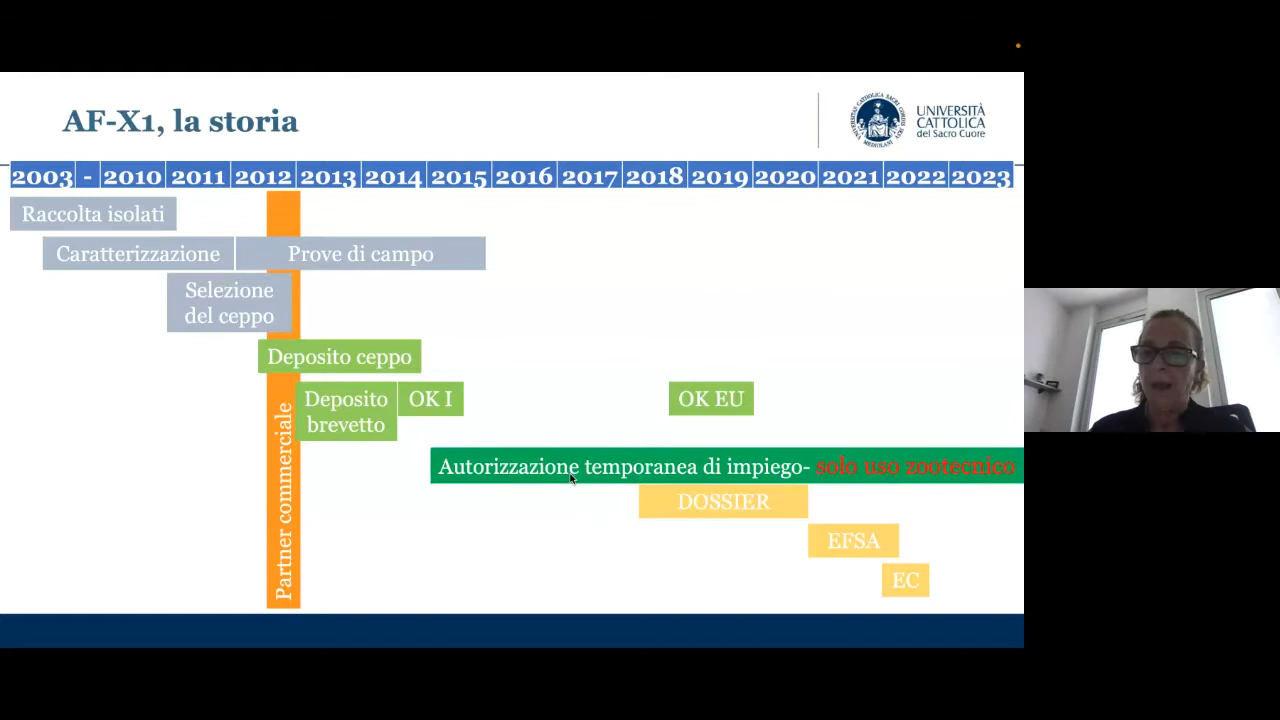 AF-X1, la storia
UNIVERSITÀ
CATTOLICA
del Sacro Cuore
2003 - 2010 2011 2012 2013 2014 2015 2016 2017 2018 2019 2020 2021 2022 2023
Raccolta isolati
Caratterizzazione Prove di campo
Selezione
del ceppo
Deposito ceppo
Deposito
brevetto
OK I
OK EU
Partner commerciale
Autorizzazione temporanea di impiego- solo uso zootecnico
DOSSIER
EFSA
EC